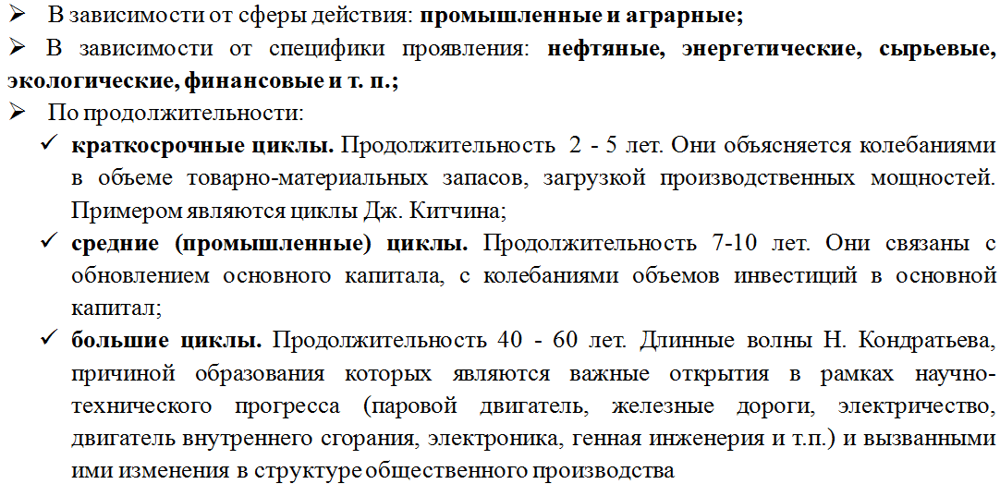 ➢ В зависимости от сферы действия: промышленные и аграрные;
➢ В зависимости от специфики проявления: нефтяные, энергетические, сырьевые,
экологические, финансовые и т. п.;
➢ По продолжительности:
✓ краткосрочные циклы. Продолжительность 2 - 5 лет. Они объясняется колебаниями
в объеме товарно-материальных запасов, загрузкой производственных мощностей.
Примером являются циклы Дж. Китчина;
✓ средние (промышленные) циклы. Продолжительность 7-10 лет. Они связаны с
обновлением основного капитала, с колебаниями объемов инвестиций в основной
капитал;
✓ большие циклы. Продолжительность 40 - 60 лет. Длинные волны Н. Кондратьева,
причиной образования которых являются важные открытия в рамках научно-
технического прогресса (паровой двигатель, железные дороги, электричество,
двигатель внутреннего сгорания, электроника, генная инженерия и т.п.) и вызванными
ими изменения в структуре общественного производства